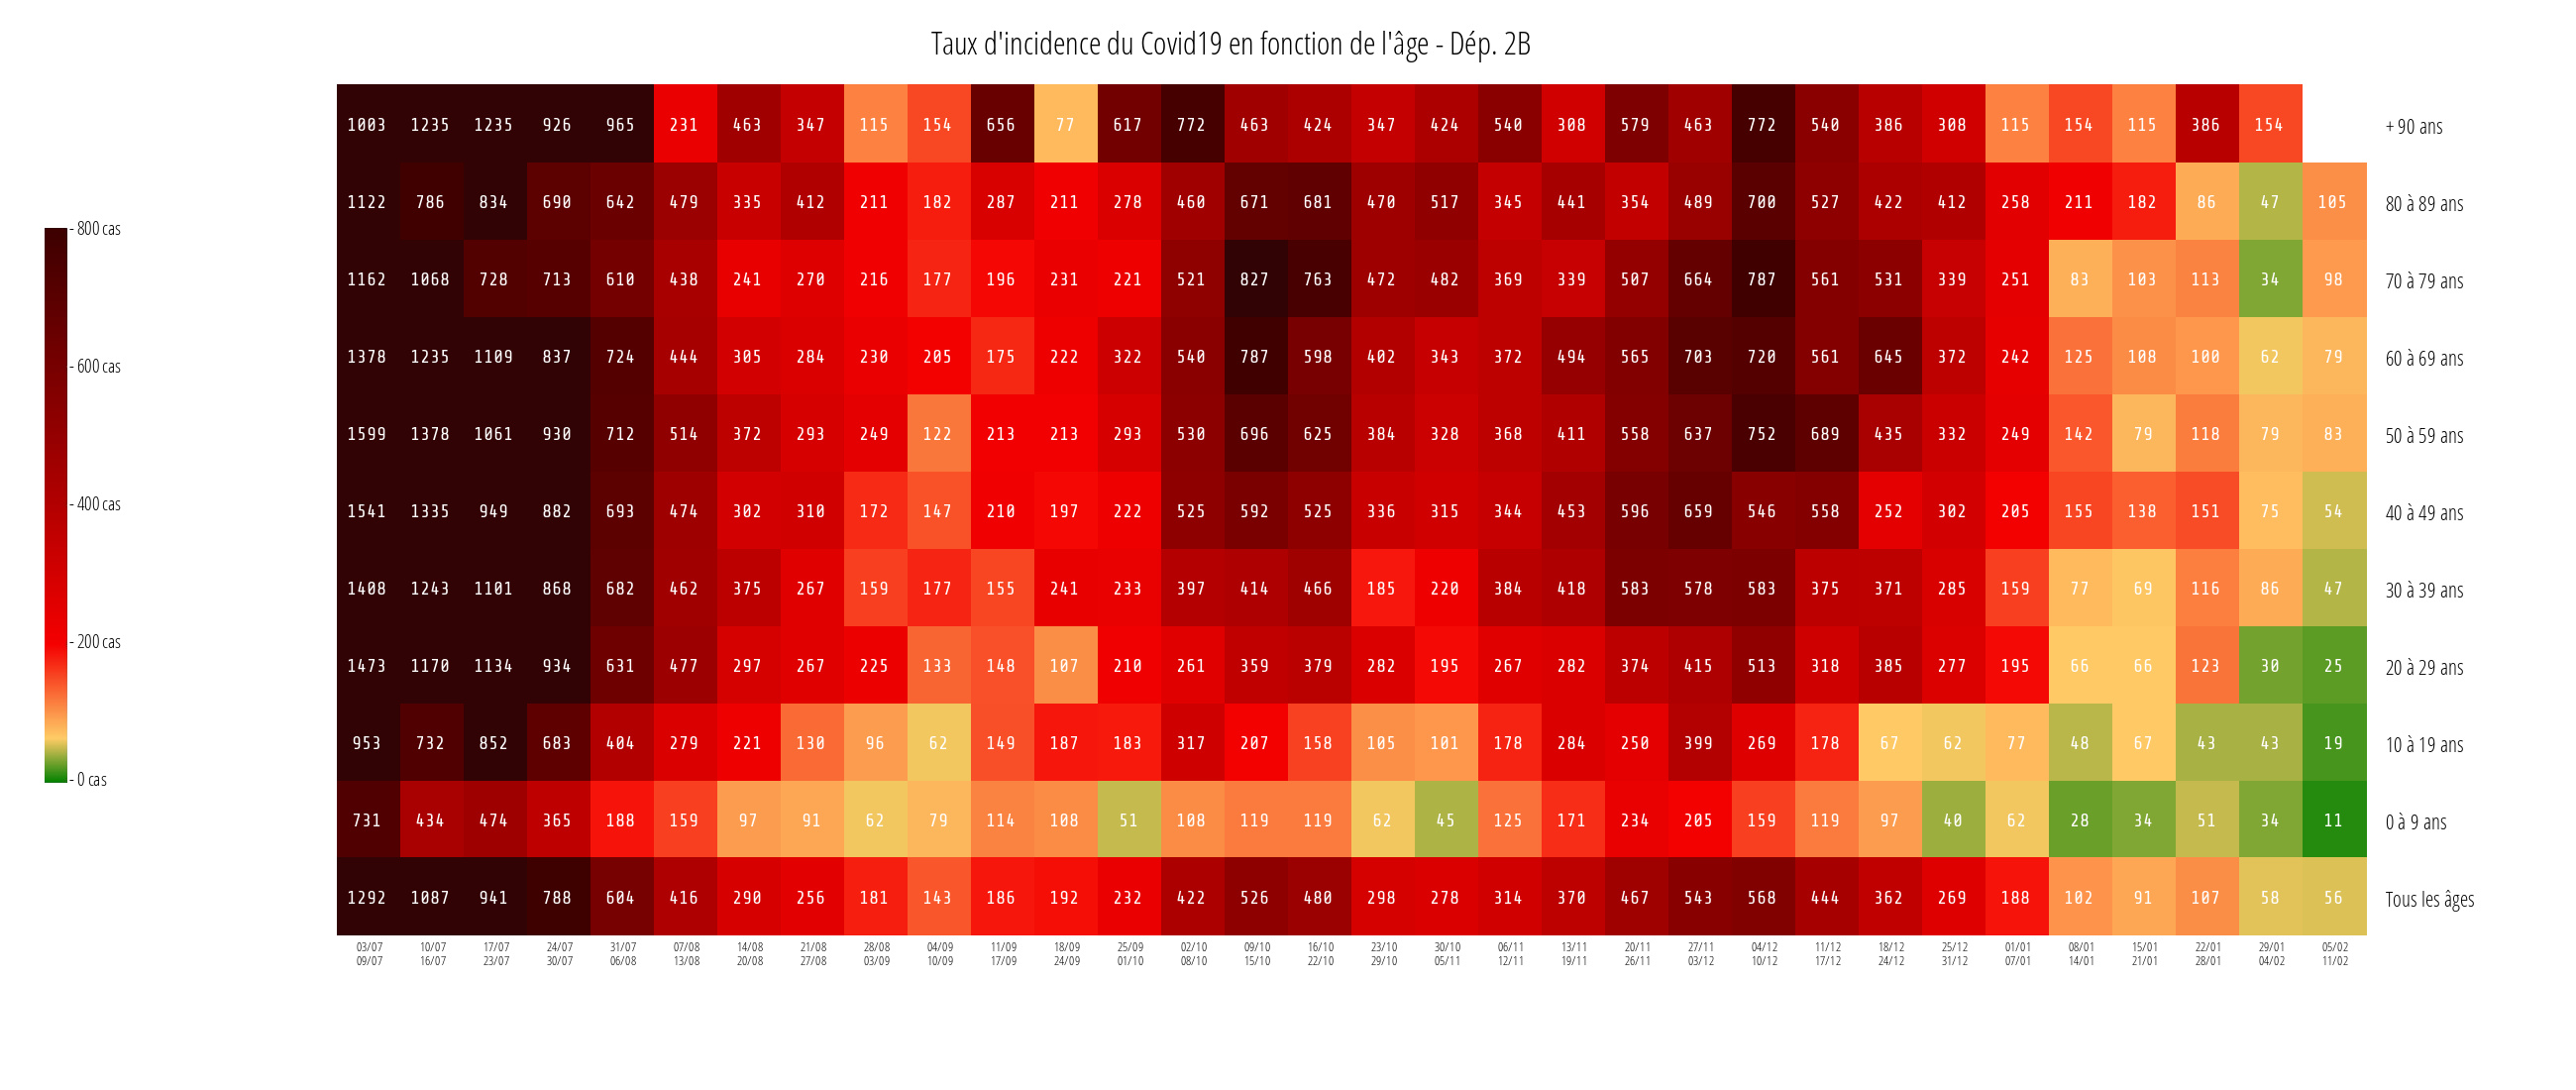 Taux d'incidence du Covid19 en fonction de l'âge - Dép. 2B
- 800 cas
- 600 cas
- 400 cas
- 200 cas
- 0 cas
1003 1235 1235 926 965 231 463 347 115 154 656 77 617 772 463 424 347 424 540 308 579 463 772 540 386 308 115 154 115 386 154 + 90 ans
1122 786 834 690 642 479 335 412 211 182 287 211 278 460 671 681 470 517 345 441 354 489 700 527 422 412 258 211 182 86 47 105 80 à 89 ans
1162 1068 728 713 610 438 241 270 216 177 196 231 221 521 827 763 472 482 369 339 507 664 787 561 531 339 251 83 103 113 34 98 70 à 79 ans
1378 1235 1109 837 724 444 305 284 230 205 175 222 322 540 787 598 402 343 372 494 565 703 720 561 645 372 242 125 108 100 62 79 60 à 69 ans
1599 1378 1061 930 712 514 372 293 249 122 213 213 293 530 696 625 384 328 368 411 558 637 752 689 435 332 249 142 79 118 79 83 50 à 59 ans
1541 1335 949 882 693 474 302 310 172 147 210 197 222 525 592 525 336 315 344 453 596 659 546 558 252 302 205 155 138 151 75 54 40 à 49 ans
1408 1243 1101 868 682 462 375 267 159 177 155 241 233 397 414 466 185 220 384 418 583 578 583 375 371 285 159 77 69 116 86 47 30 à 39 ans
1473 1170 1134 934 631 477 297 267 225 133 148 107 210 261 359 379 282 195 267 282 374 415 513 318 385 277 195 66 66 123 30 25 20 à 29 ans
953 732 852 683 404 279 221 130 96 62 149 187 183 317 207 158 105 101 178 284 250 399 269 178 67 62 77 48 67 43 43 19 10 à 19 ans
731 434 474 365 188 159 97 91 62 79 114 108 51 108 119 119 62 45 125 171 234 205 159 119 97 40 62 28 34 51 34 11 0 à 9 ans
1292 1087 941 788 604 416 290 256 181 143 186 192 232 422 526 480 298 278 314 370 467 543 568 444 362 269 188 102 91 107 58 56 Tous les âges
03/07 10/07 17/07 24/07 31/07 07/08 14/08 21/08 28/08 04/09 11/09 18/09 25/09 02/10 09/10 16/10 23/10 30/10 06/11 13/11 20/11 27/11 04/12 11/12 18/12 25/12 01/01 08/01 15/01 22/01 29/01 05/02
09/07 16/07 23/07 30/07 06/08 13/08 20/08 27/08 03/09 10/09 17/09 24/09 01/10 08/10 15/10 22/10 29/10 05/11 12/11 19/11 26/11 03/12 10/12 17/12 24/12 31/12 07/01 14/01 21/01 28/01 04/02 11/02